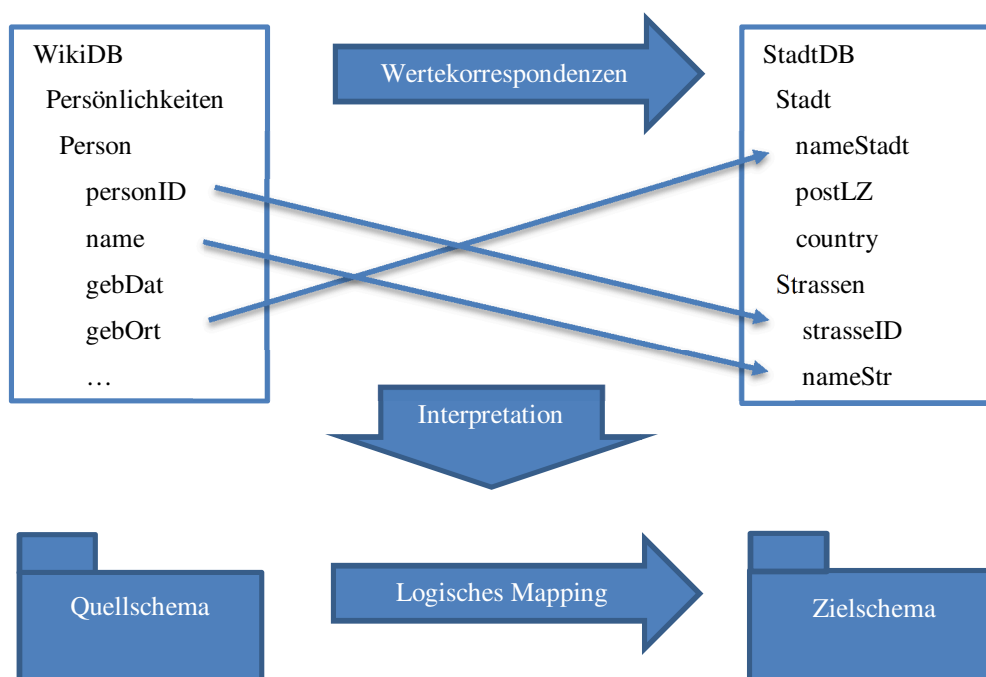 WikiDB
Persönlichkeiten
Person
personID
name
gebDat
gebOrt
…
Wertekorrespondenzen
StadtDB
Stadt
nameStadt
postLZ
country
Strassen
strasseID
nameStr
Interpretation
Quellschema
Logisches Mapping
Zielschema